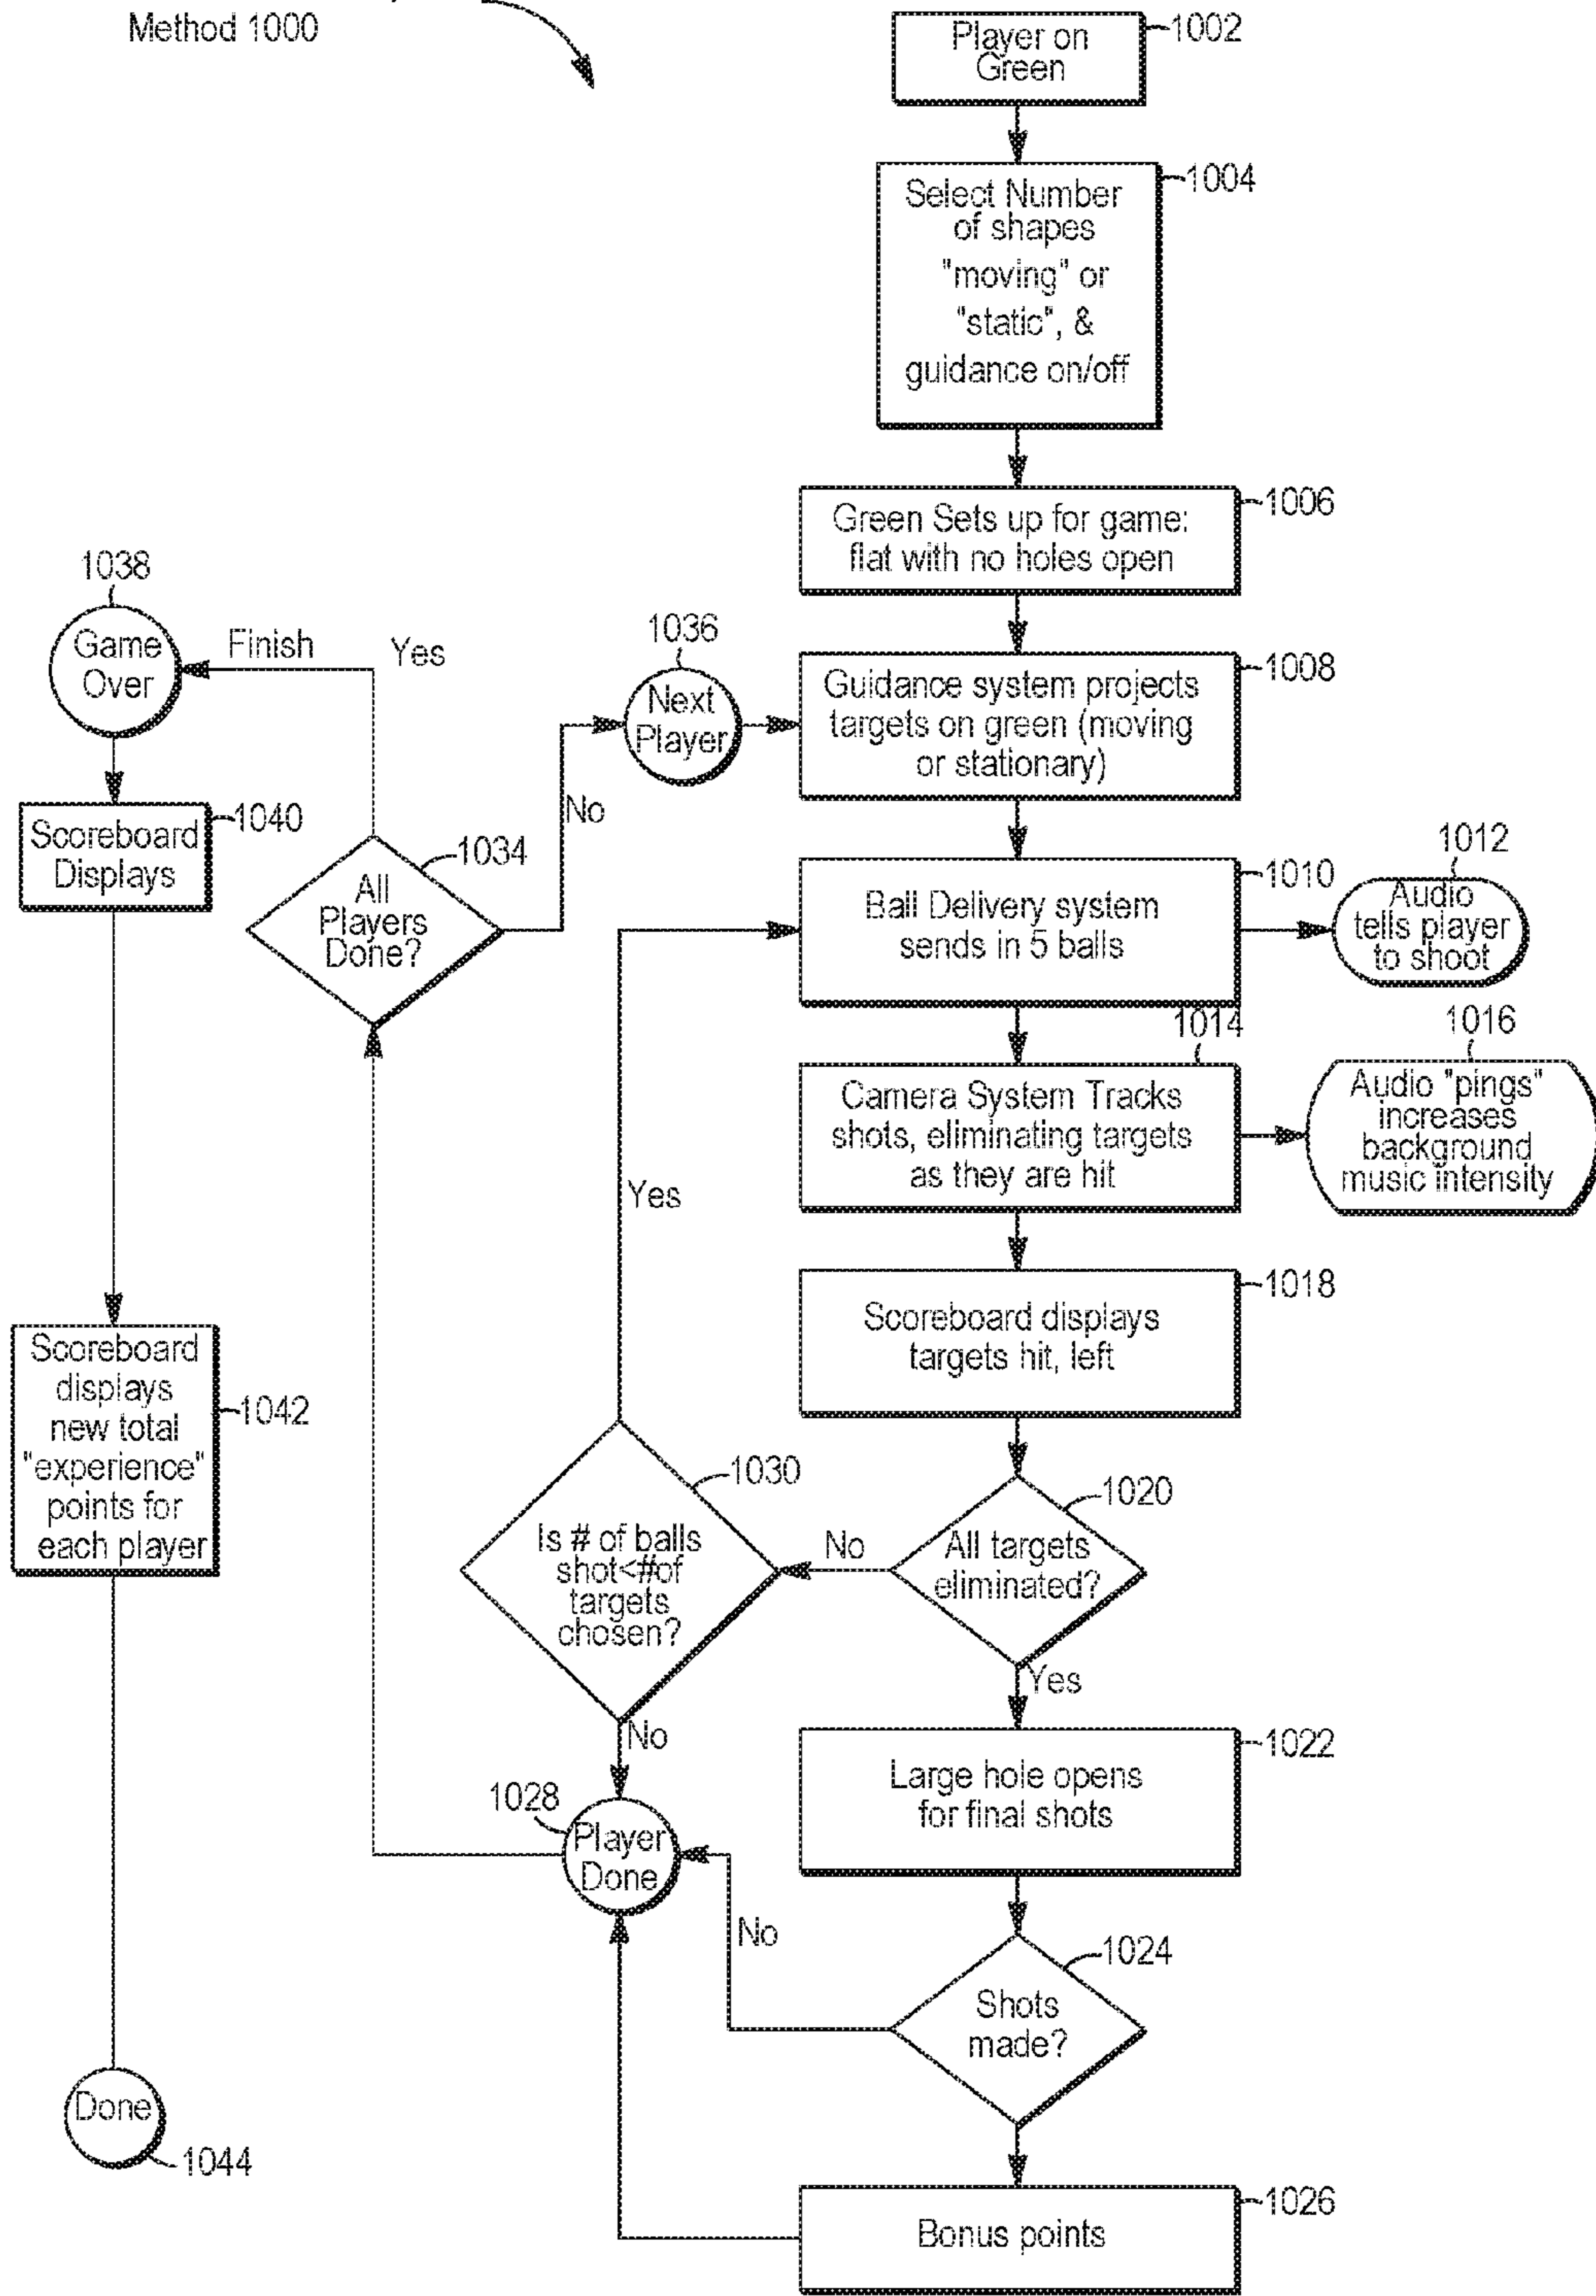 Method 1000
Player on
Green
1002
Select Number
of shapes
"moving" or
"static", &
guidance on/off
1004
Green Sets up for game:
flat with no holes open
1006
Guidance system projects
targets on green (moving
or stationary)
1008
Next
Player
1036
Game
Over
1038
Finish
Yes
No
Scoreboard
Displays
1040
All
Players
Done?
1034
Ball Delivery system
sends in 5 balls
1010
Audio
tells player
to shoot
1012
Camera System Tracks
shots, eliminating targets
as they are hit
1014
Audio "pings"
increases
background
music intensity
1016
Yes
Scoreboard displays
targets hit, left
1018
Scoreboard
displays
new total
"experience"
points for
each player
1042
Is # of balls
shot<#of
targets
chosen?
1030
No
All targets
eliminated?
1020
Yes
No
Large hole opens
for final shots
1022
Player
Done
1028
No
Shots
made?
1024
Done
1044
Bonus points
1026